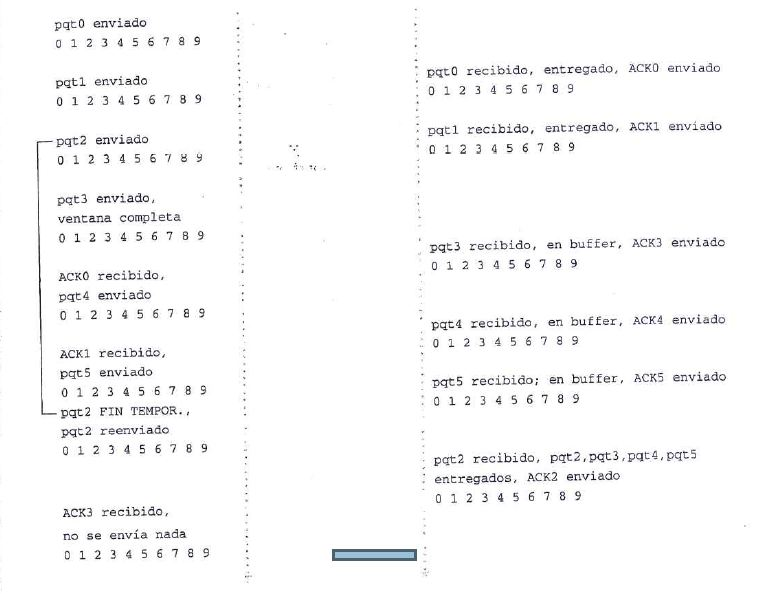 pqt0 enviado
0 1 2 3 4 5 6 7 8 9
pqt1 enviado
0 1 2 3 4 5 6 7 8 9
pqt2 enviado
0 1 2 3 4 5 6 7 8 9
pqt3 enviado,
ventana completa
0 1 2 3 4 5 6 7 8 9
ACK0 recibido,
pqt4 enviado
0 1 2 3 4 5 6 7 8 9
ACK1 recibido,
pqt5 enviado
0 1 2 3 4 5 6 7 8 9
pqt2 FIN TEMPOR.,
pqt2 reenviado
0 1 2 3 4 5 6 7 8 9
ACK3 recibido,
no se envía nada
0 1 2 3 4 5 6 7 8 9
pqt0 recibido, entregado, ACK0 enviado
0 1 2 3 4 5 6 7 8 9
pqt1 recibido, entregado, ACK1 enviado
0 1 2 3 4 5 6 7 8 9
pqt3 recibido, en buffer, ACK3 enviado
0 1 2 3 4 5 6 7 8 9
pqt4 recibido, en buffer, ACK4 enviado
0 1 2 3 4 5 6 7 8 9
pqt5 recibido; en buffer, ACK5 enviado
0 1 2 3 4 5 6 7 8 9
pqt2 recibido, pqt2,pqt3,pqt4,pqt5
entregados, ACK2 enviado
0 1 2 3 4 5 6 7 8 9